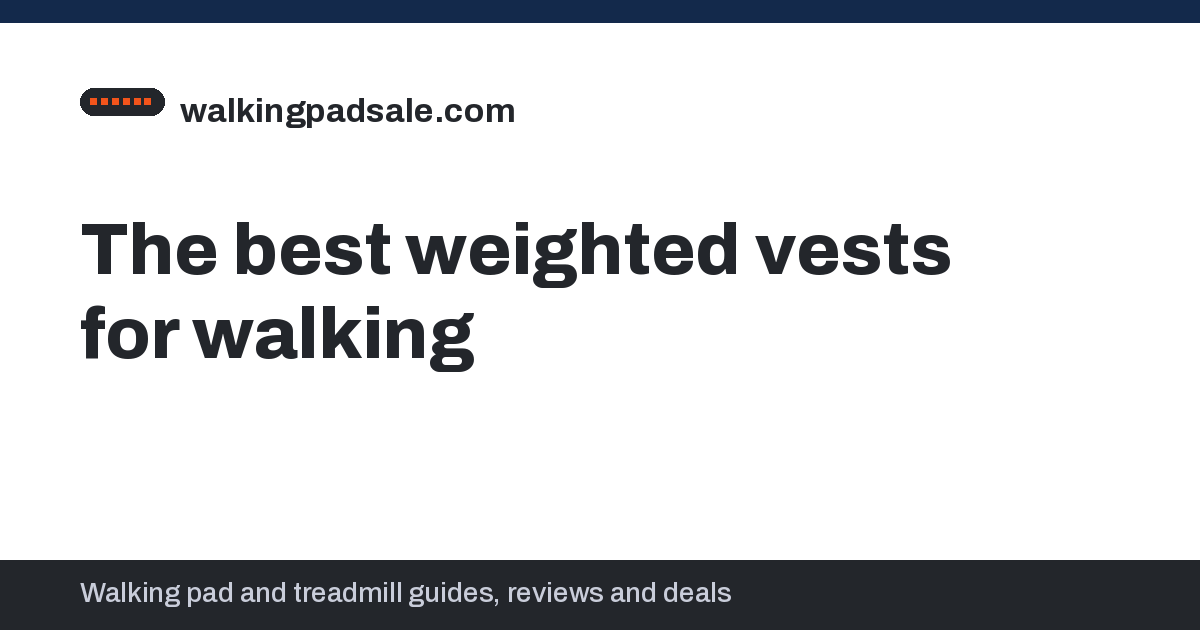 walkingpadsale.com
The best weighted vests
for walking
Walking pad and treadmill guides, reviews and deals